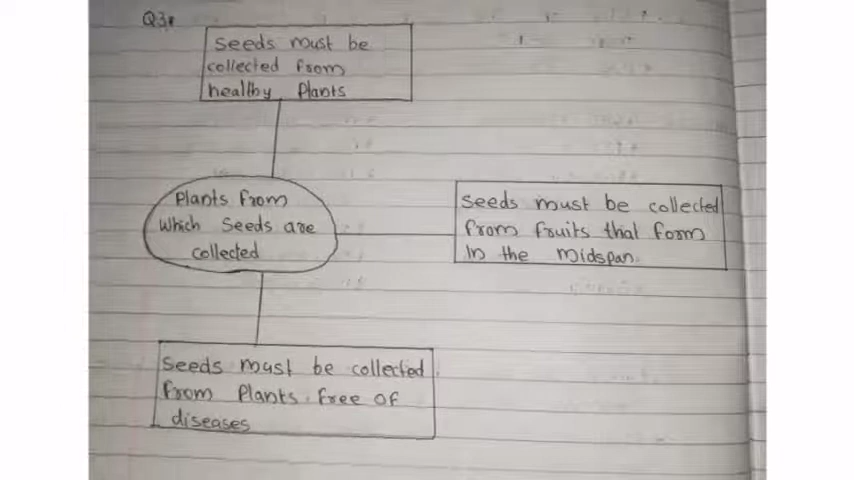 Q3.
Seeds must be
collected from
healthy Plants
Plants from
Which Seeds are
collected
Seeds must be collected
from fruits that form
In the midspan.
Seeds must be collected
from Plants free of
diseases